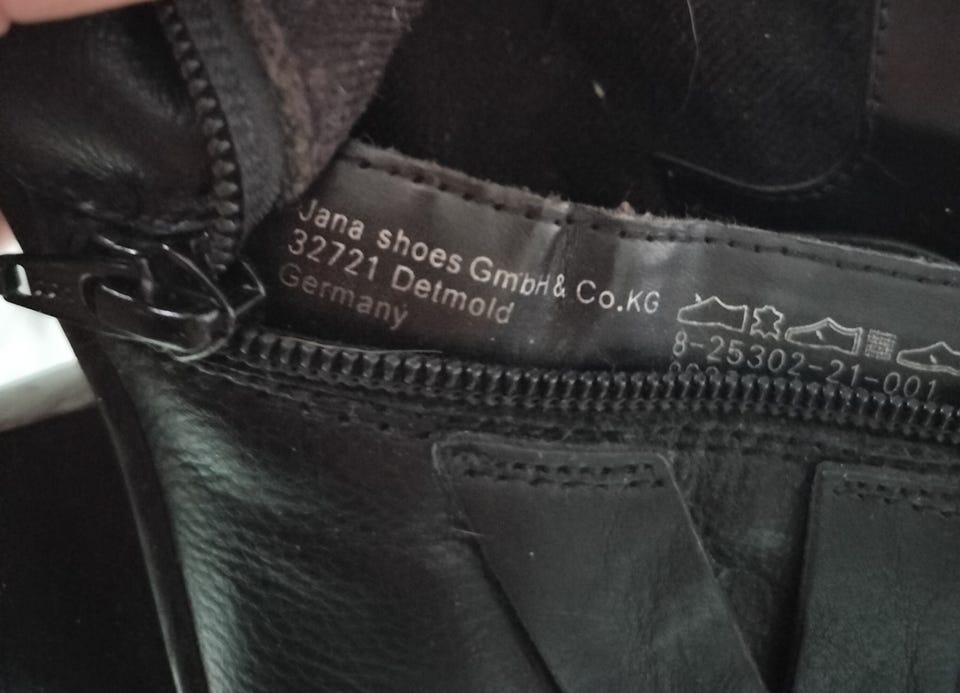 Jana shoes GmbH & Co.KG
32721 Detmold
Germany
8-25302-21-001